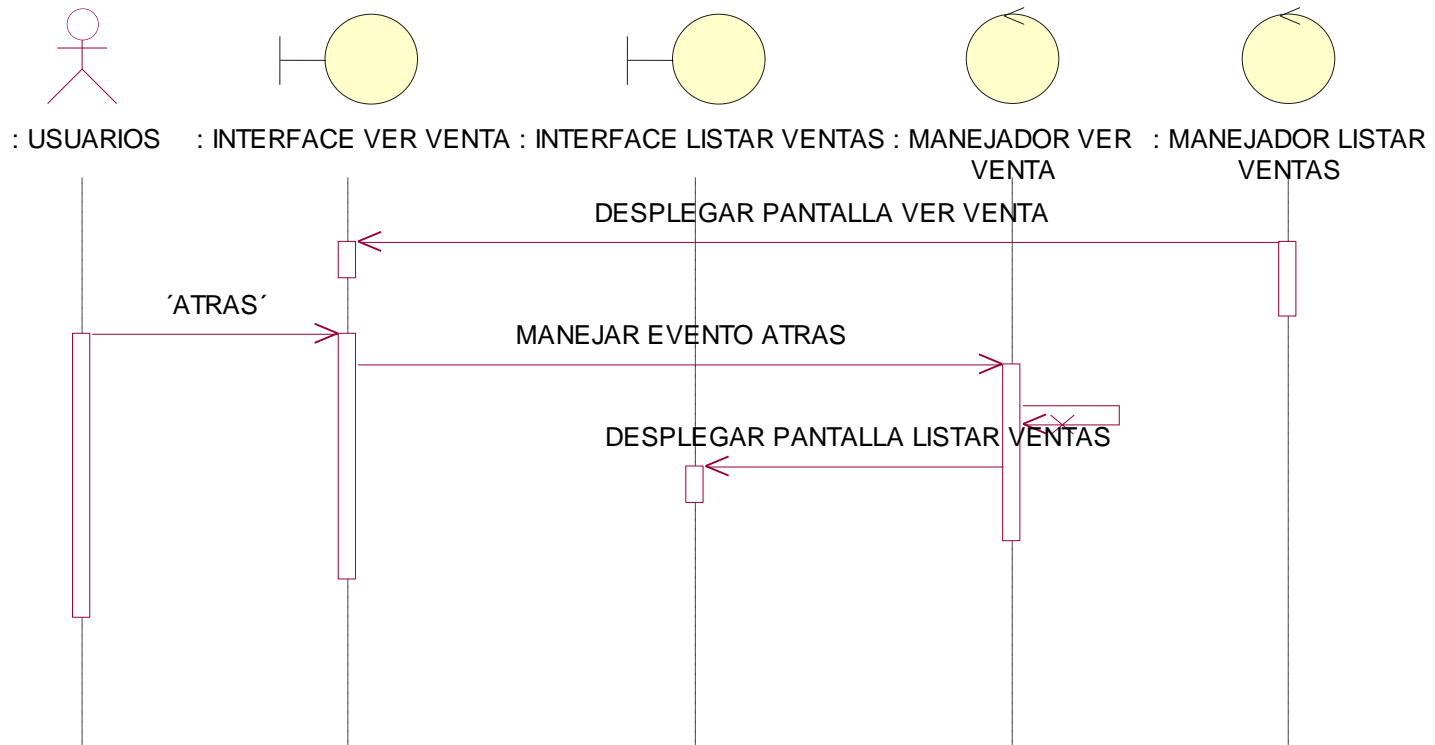 : USUARIOS
: INTERFACE VER VENTA
: INTERFACE LISTAR VENTAS
: MANEJADOR VER
VENTA
: MANEJADOR LISTAR
VENTAS
DESPLEGAR PANTALLA VER VENTA
´ATRAS´
MANEJAR EVENTO ATRAS
DESPLEGAR PANTALLA LISTAR VENTAS